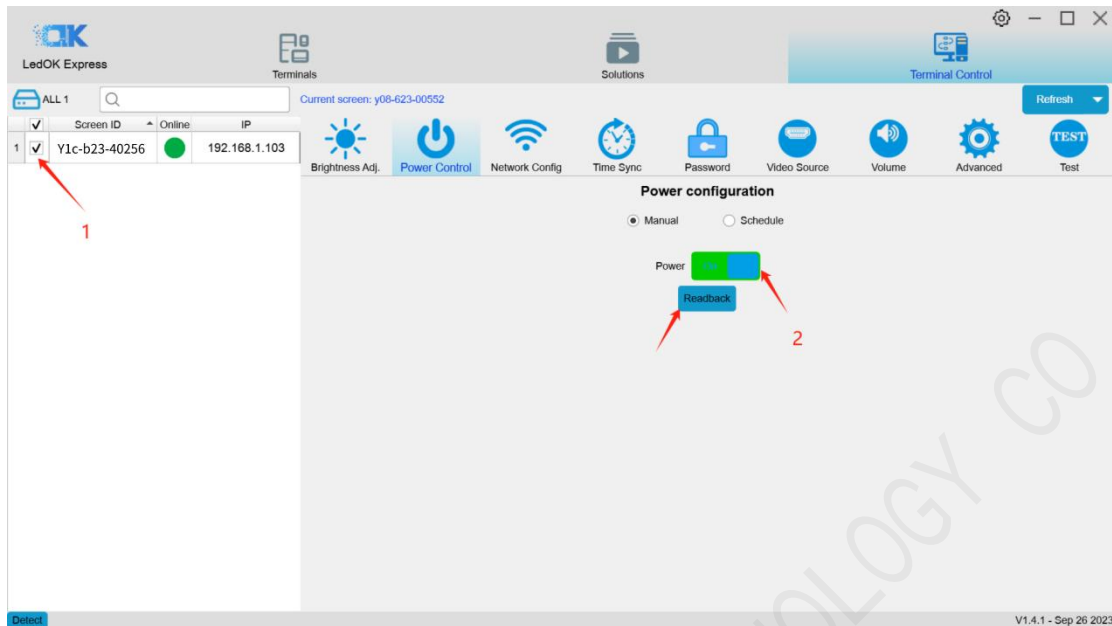 LedOK Express
Terminals
Solutions
Terminal Control
ALL 1
Current screen: y08-623-00552
Refresh
Screen ID Online IP
1 Y1c-b23-40256 192.168.1.103
Brightness Adj. Power Control Network Config Time Sync Password Video Source Volume Advanced Test
TEST
Power configuration
Manual Schedule
Power
Readback
1
2
Detect
V1.4.1 - Sep 26 2023
OLOGY CO